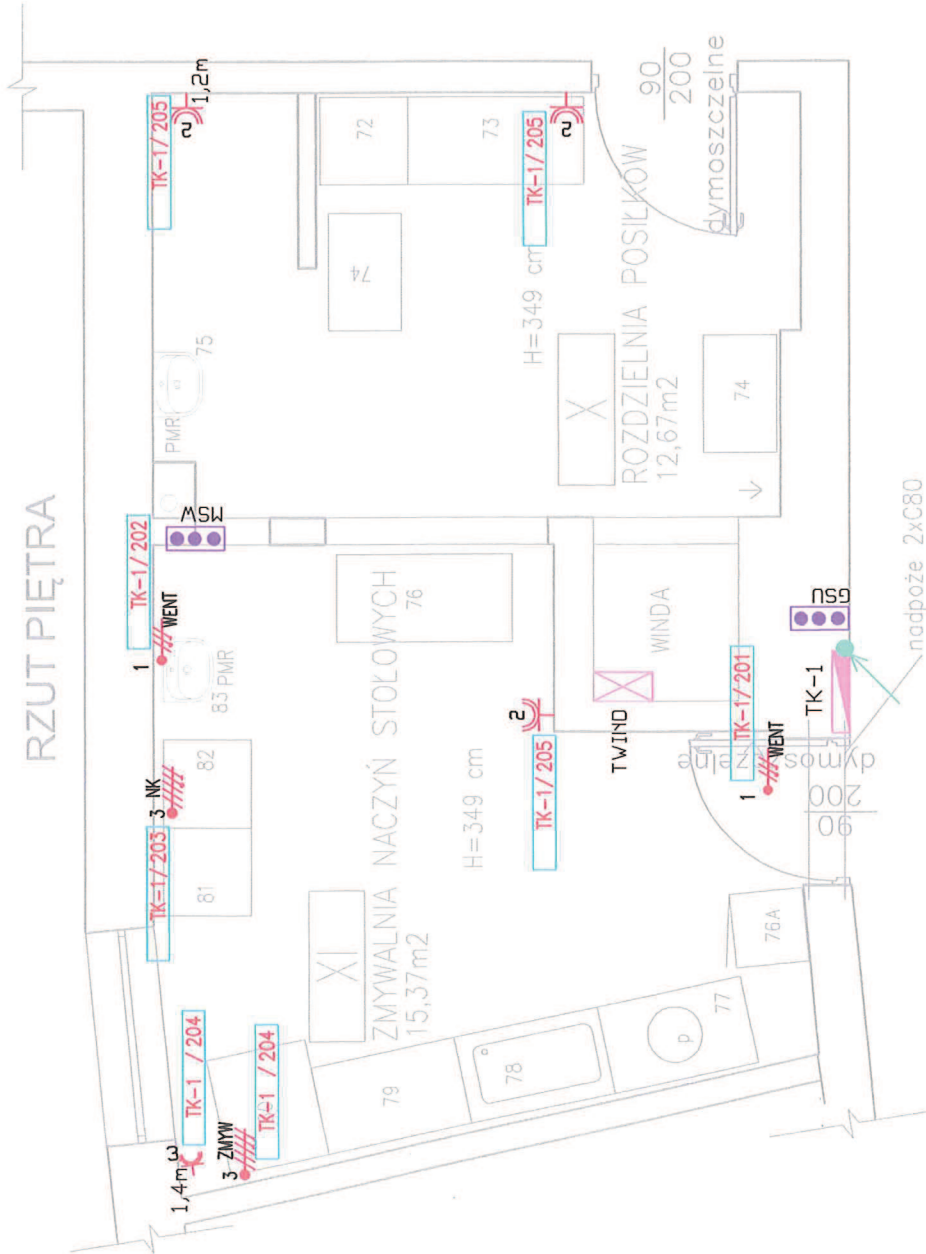 RZUT PIĘTRA
TK-1/205
2
1,2m
72
73
74
TK-1/205
2
H=349 cm
ROZDZIELNIA POSIŁKÓW
12,67m2
X
74
90
200
dymoszczelne
75
PMR
MSW
TK-1/202
1
WENT
83 PMR
76
WINDA
TWIND
GSU
TK-1
nadpoże 2xC80
TK-1/201
1
WENT
dymoszczelne
90
200
2
TK-1/205
H=349 cm
3 NK
82
81
TK-1/203
XI
ZMYWALNIA NACZYŃ STOŁOWYCH
15,37m2
76A
77
p
78
79
TK-1 /204
TK-1 /204
3
1,4m
3 ZMYW